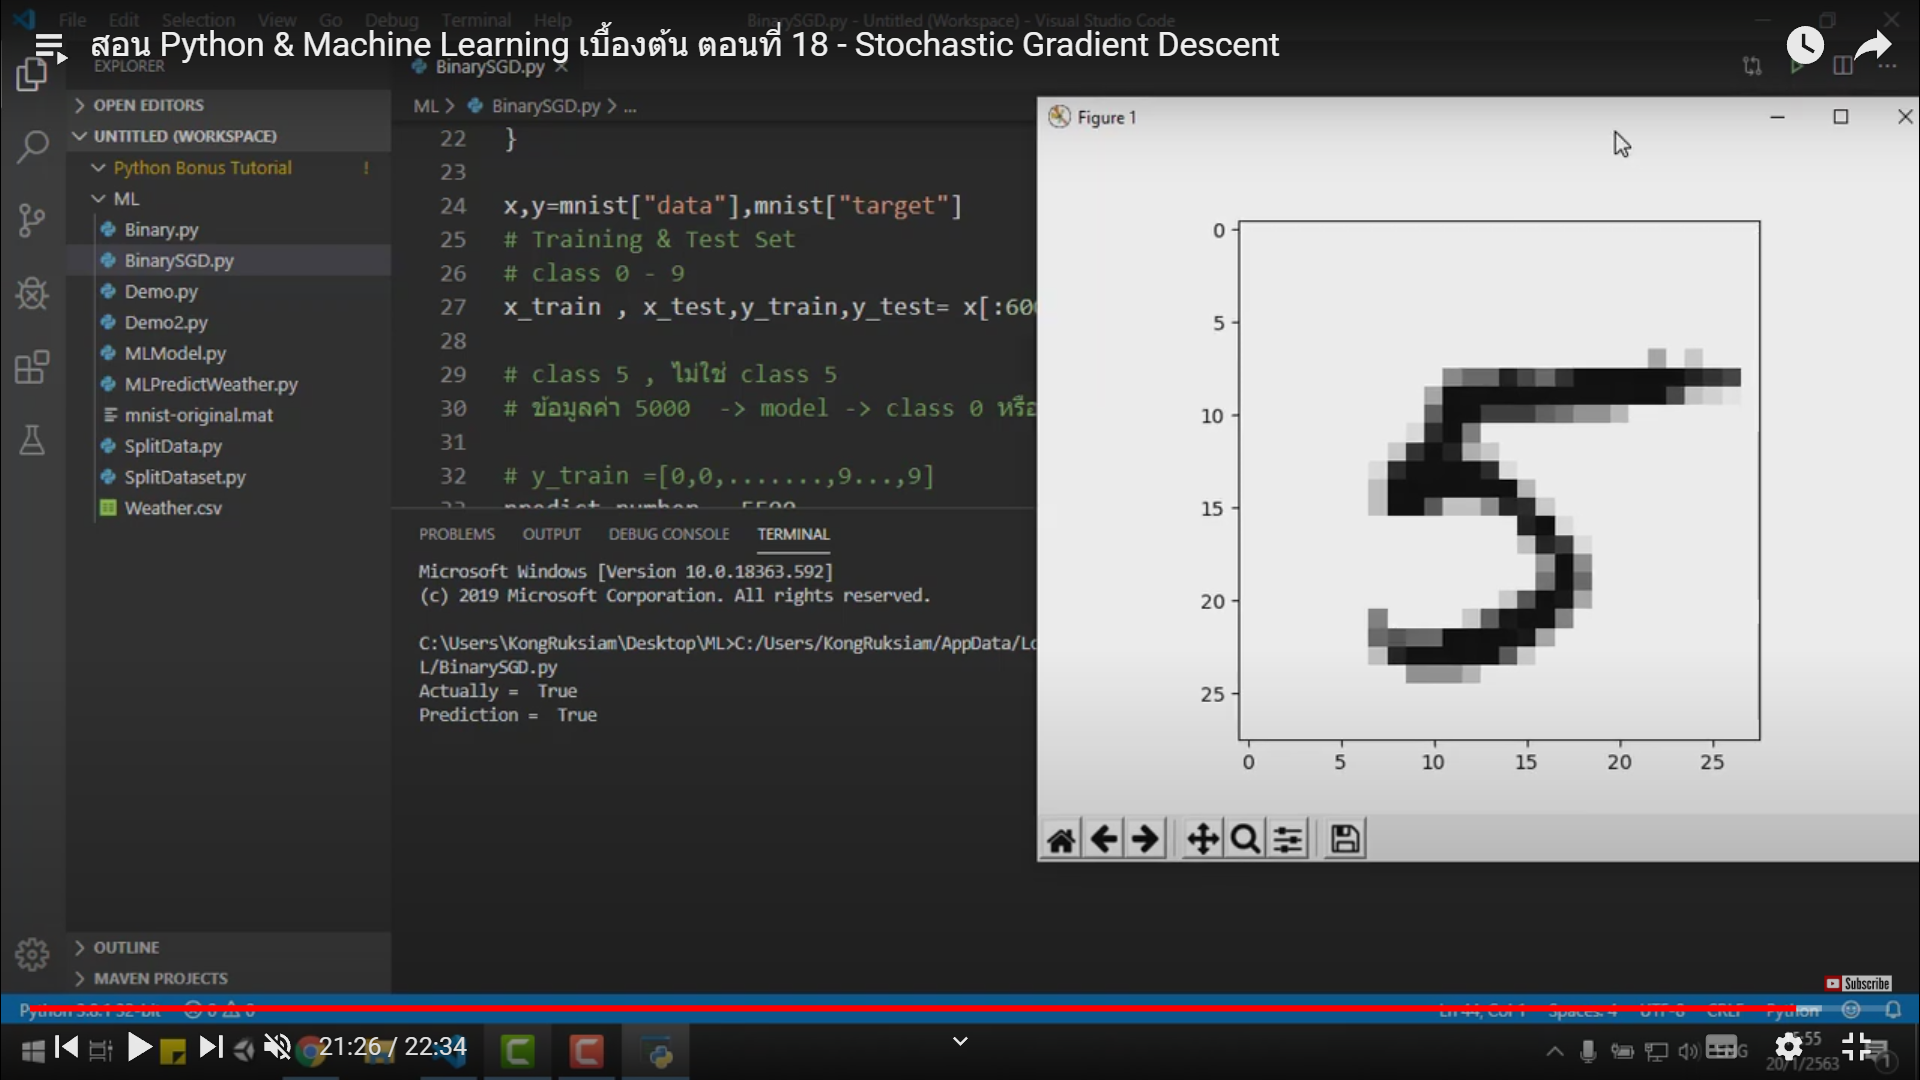 File Edit Selection View Go Debug Terminal Help
BinarySGD.py - Untitled (Workspace) - Visual Studio Code
สอน Python & Machine Learning เบื้องต้น ตอนที่ 18 - Stochastic Gradient Descent
EXPLORER
BinarySGD.py
OPEN EDITORS
UNTITLED (WORKSPACE)
Python Bonus Tutorial !
ML
Binary.py
BinarySGD.py
Demo.py
Demo2.py
MLModel.py
MLPredictWeather.py
mnist-original.mat
SplitData.py
SplitDataset.py
Weather.csv
OUTLINE
MAVEN PROJECTS
ML > BinarySGD.py > ...
22 }
23
24 x,y=mnist["data"],mnist["target"]
25 # Training & Test Set
26 # class 0 - 9
27 x_train , x_test,y_train,y_test= x[:600
28
29 # class 5 , ไม่ใช่ class 5
30 # ข้อมูลค่า 5000 -> model -> class 0 หรือ
31
32 # y_train =[0,0,.......,9...,9]
PROBLEMS OUTPUT DEBUG CONSOLE TERMINAL
Microsoft Windows [Version 10.0.18363.592]
(c) 2019 Microsoft Corporation. All rights reserved.
C:\Users\KongRuksiam\Desktop\ML>C:/Users/KongRuksiam/AppData/Lo
L/BinarySGD.py
Actually = True
Prediction = True
Figure 1
0
5
10
15
20
25
0 5 10 15 20 25
5
Subscribe
21:26 / 22:34
20/1/2563